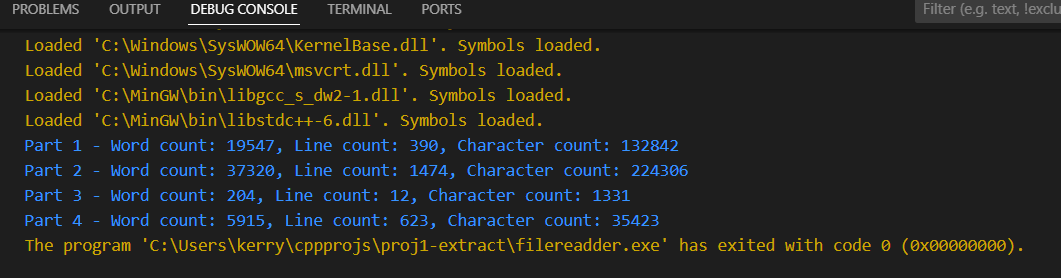 PROBLEMS OUTPUT DEBUG CONSOLE TERMINAL PORTS Filter (e.g. text, !exclu
Loaded 'C:\Windows\SysWOW64\KernelBase.dll'. Symbols loaded.
Loaded 'C:\Windows\SysWOW64\msvcrt.dll'. Symbols loaded.
Loaded 'C:\MinGW\bin\libgcc_s_dw2-1.dll'. Symbols loaded.
Loaded 'C:\MinGW\bin\libstdc++-6.dll'. Symbols loaded.
Part 1 - Word count: 19547, Line count: 390, Character count: 132842
Part 2 - Word count: 37320, Line count: 1474, Character count: 224306
Part 3 - Word count: 204, Line count: 12, Character count: 1331
Part 4 - Word count: 5915, Line count: 623, Character count: 35423
The program 'C:\Users\kerry\cppprojs\proj1-extract\filereadder.exe' has exited with code 0 (0x00000000).